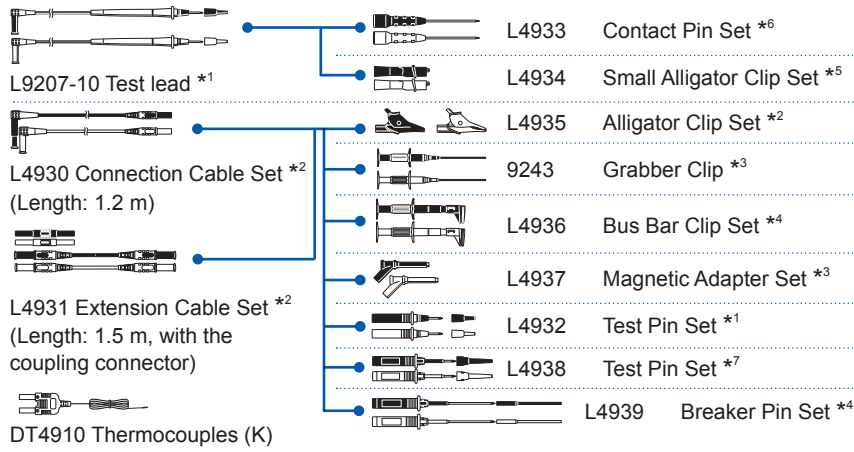 L9207-10 Test lead *1
L4930 Connection Cable Set *2
(Length: 1.2 m)
L4931 Extension Cable Set *2
(Length: 1.5 m, with the
coupling connector)
DT4910 Thermocouples (K)
L4933 Contact Pin Set *6
L4934 Small Alligator Clip Set *5
L4935 Alligator Clip Set *2
9243 Grabber Clip *3
L4936 Bus Bar Clip Set *4
L4937 Magnetic Adapter Set *3
L4932 Test Pin Set *1
L4938 Test Pin Set *7
L4939 Breaker Pin Set *4